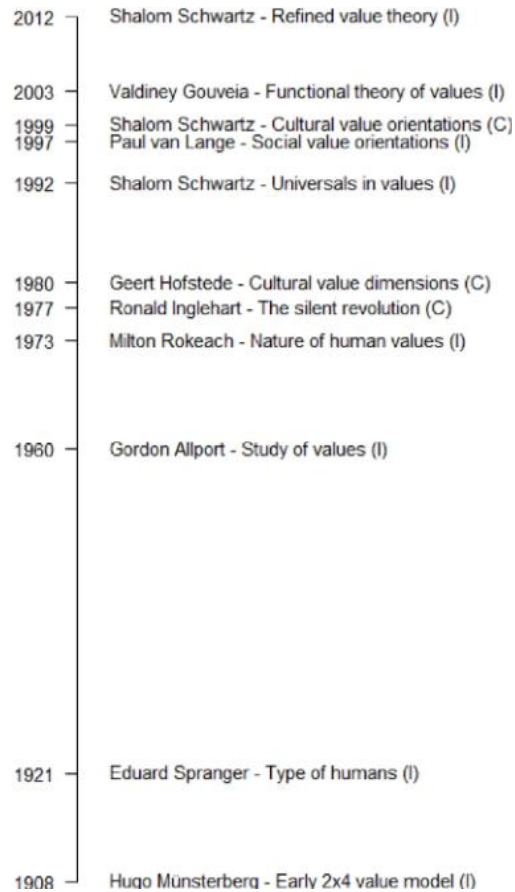 2012 Shalom Schwartz - Refined value theory (I)
2003 Valdiney Gouveia - Functional theory of values (I)
1999 Shalom Schwartz - Cultural value orientations (C)
1997 Paul van Lange - Social value orientations (I)
1992 Shalom Schwartz - Universals in values (I)
1980 Geert Hofstede - Cultural value dimensions (C)
1977 Ronald Inglehart - The silent revolution (C)
1973 Milton Rokeach - Nature of human values (I)
1960 Gordon Allport - Study of values (I)
1921 Eduard Spranger - Type of humans (I)
1908 Hugo Münsterberg - Early 2x4 value model (I)